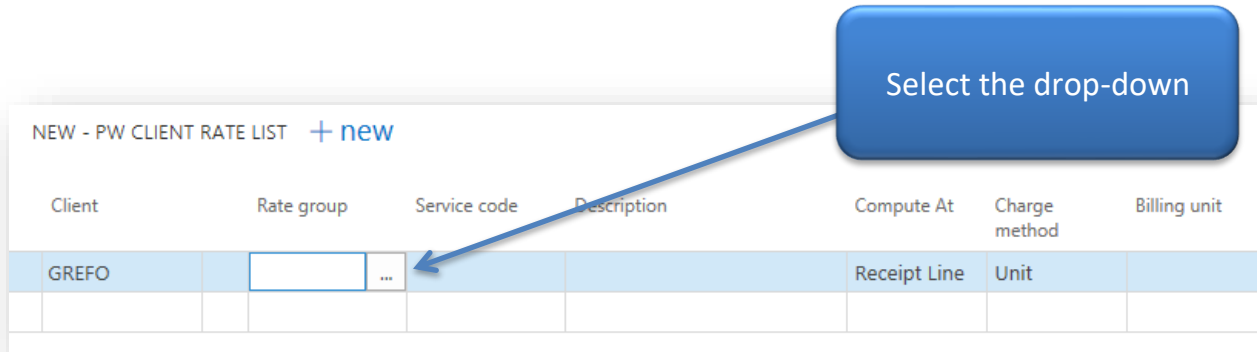 Select the drop-down
NEW - PW CLIENT RATE LIST + new
Client Rate group Service code Description Compute At Charge method Billing unit
GREFO ... Receipt Line Unit